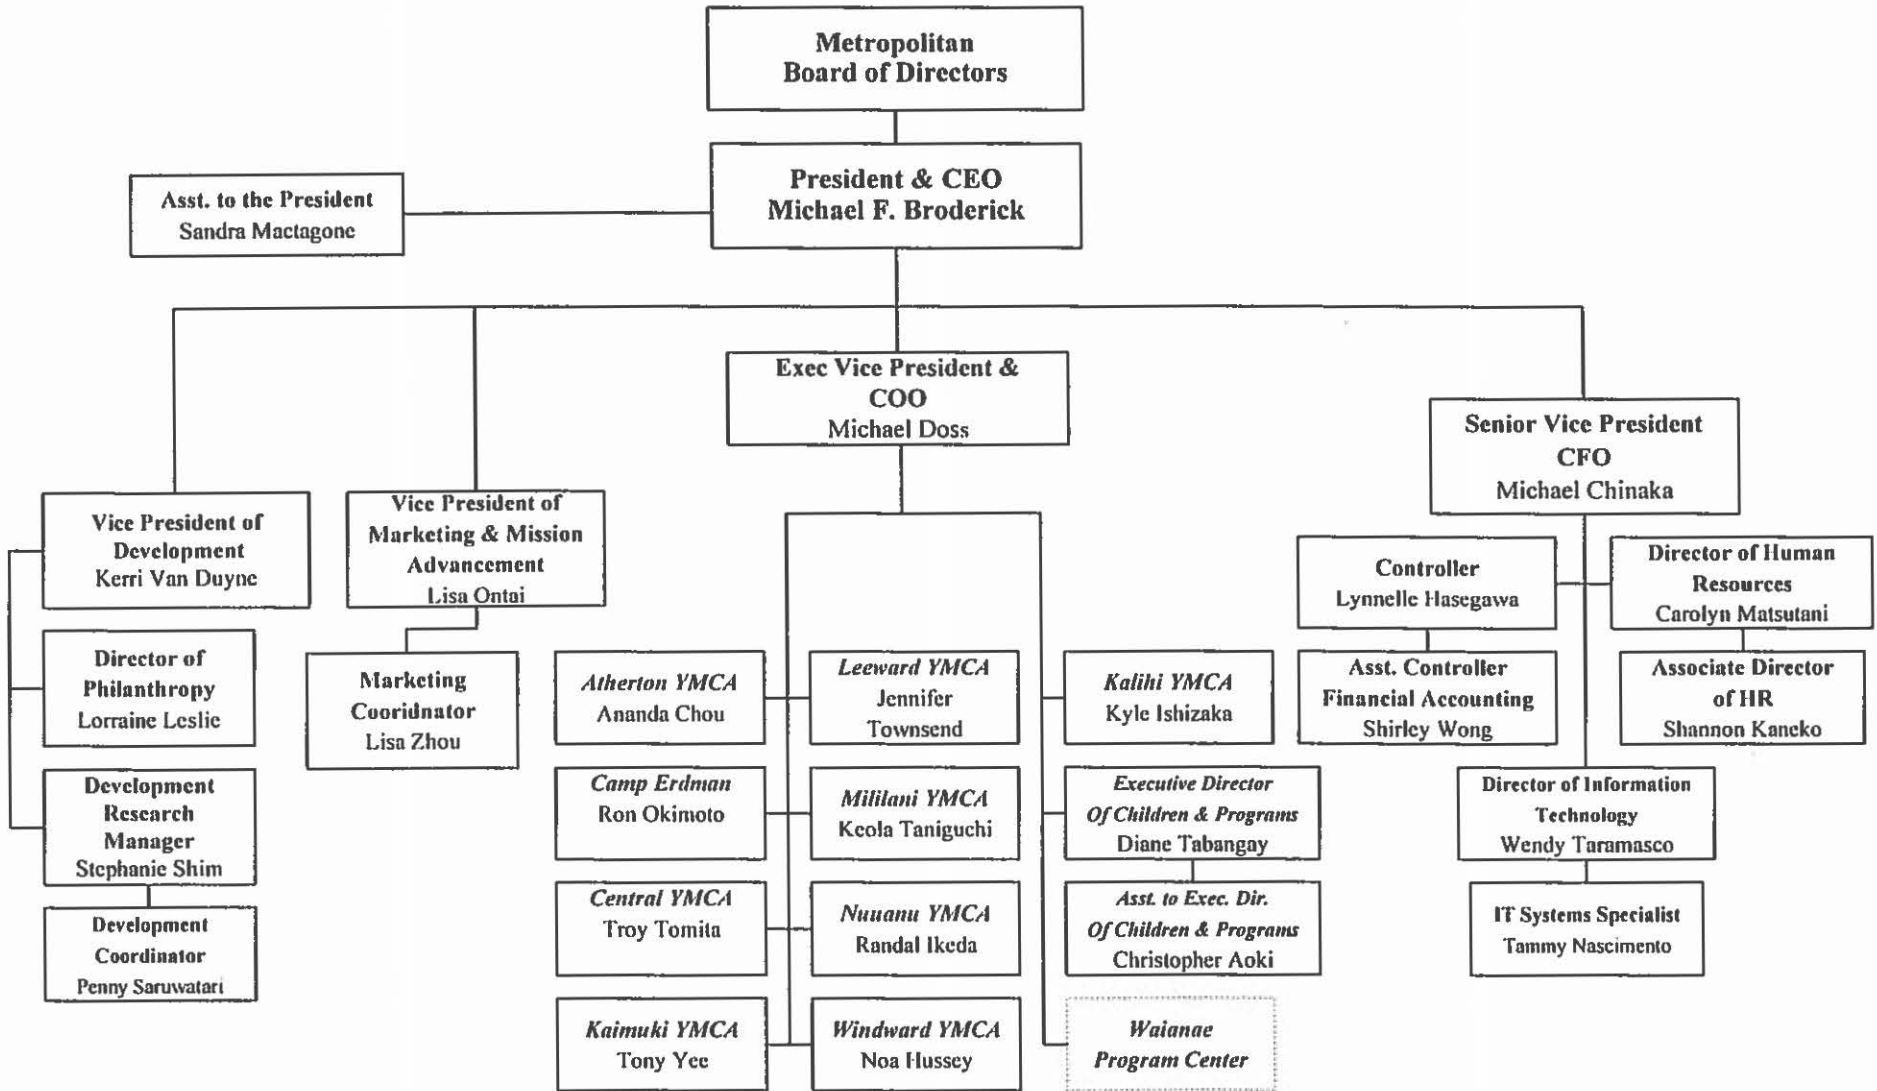 Metropolitan
Board of Directors
President & CEO
Michael F. Broderick
Asst. to the President
Sandra Mactagone
Exec Vice President &
COO
Michael Doss
Senior Vice President
CFO
Michael Chinaka
Vice President of
Development
Kerri Van Duyne
Vice President of
Marketing & Mission
Advancement
Lisa Ontai
Director of
Philanthropy
Lorraine Leslie
Marketing
Cooridnator
Lisa Zhou
Development
Research
Manager
Stephanie Shim
Development
Coordinator
Penny Saruwatari
Atherton YMCA
Ananda Chou
Leeward YMCA
Jennifer
Townsend
Kalihi YMCA
Kyle Ishizaka
Camp Erdman
Ron Okimoto
Mililani YMCA
Keola Taniguchi
Executive Director
Of Children & Programs
Diane Tabangay
Central YMCA
Troy Tomita
Nuuanu YMCA
Randal Ikeda
Asst. to Exec. Dir.
Of Children & Programs
Christopher Aoki
Kaimuki YMCA
Tony Yee
Windward YMCA
Noa Hussey
Waianae
Program Center
Controller
Lynnelle Hasegawa
Director of Human
Resources
Carolyn Matsutani
Asst. Controller
Financial Accounting
Shirley Wong
Associate Director
of HR
Shannon Kaneko
Director of Information
Technology
Wendy Taramasco
IT Systems Specialist
Tammy Nascimento